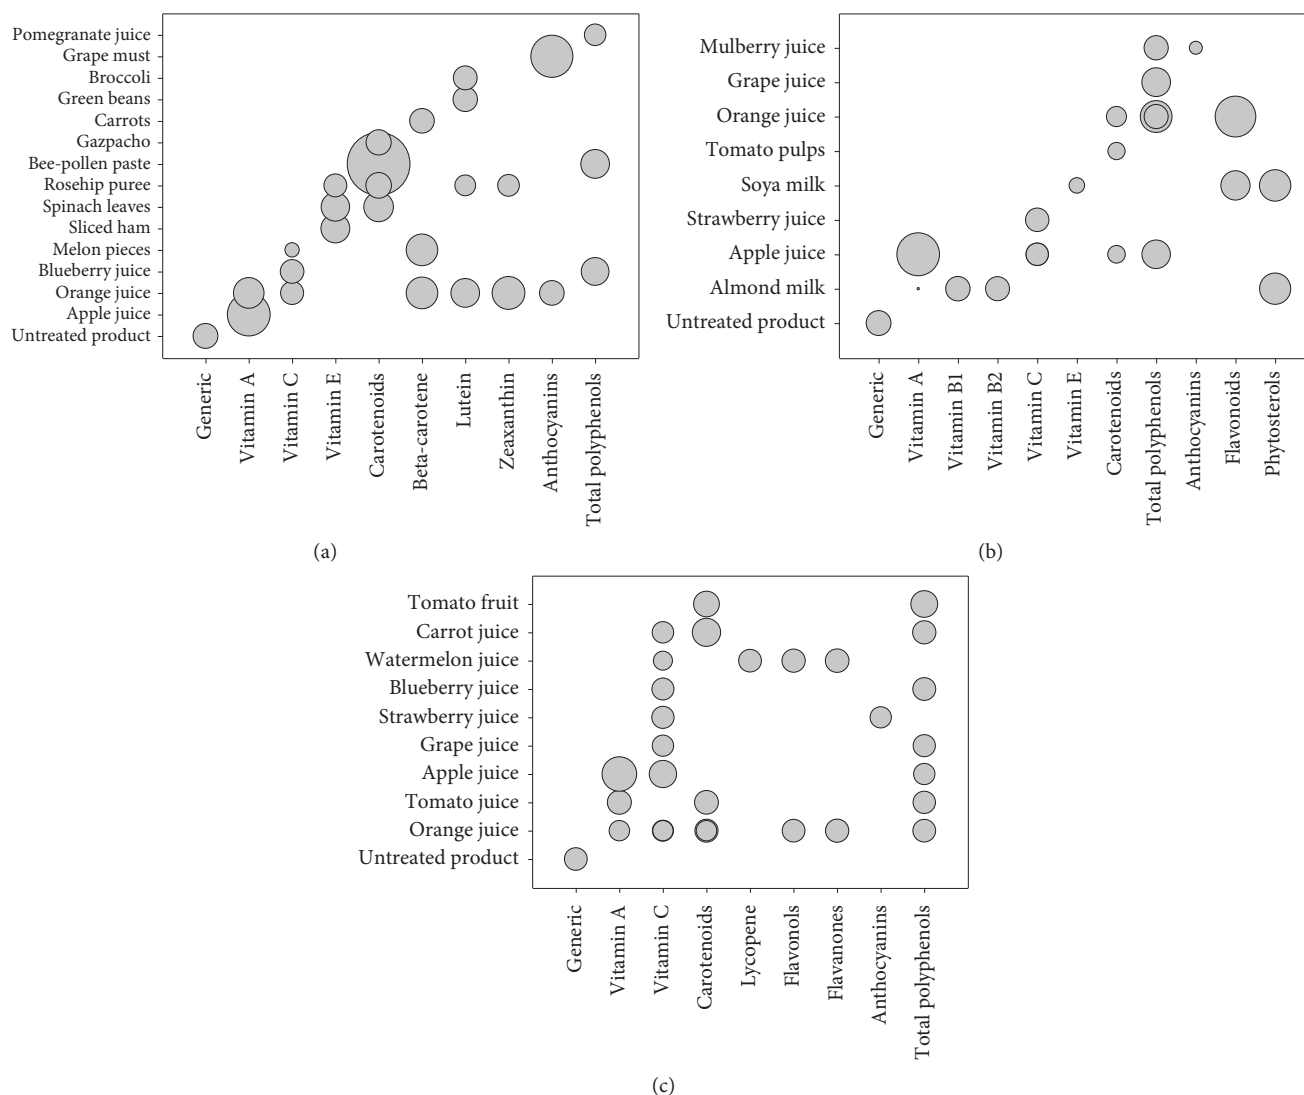 Pomegranate juice
Grape must
Broccoli
Green beans
Carrots
Gazpacho
Bee-pollen paste
Rosehip puree
Spinach leaves
Sliced ham
Melon pieces
Blueberry juice
Orange juice
Apple juice
Untreated product
Generic
Vitamin A
Vitamin C
Vitamin E
Carotenoids
Beta-carotene
Lutein
Zeaxanthin
Anthocyanins
Total polyphenols
(a)
Mulberry juice
Grape juice
Orange juice
Tomato pulps
Soya milk
Strawberry juice
Apple juice
Almond milk
Untreated product
Generic
Vitamin A
Vitamin B1
Vitamin B2
Vitamin C
Vitamin E
Carotenoids
Total polyphenols
Anthocyanins
Flavonoids
Phytosterols
(b)
Tomato fruit
Carrot juice
Watermelon juice
Blueberry juice
Strawberry juice
Grape juice
Apple juice
Tomato juice
Orange juice
Untreated product
Generic
Vitamin A
Vitamin C
Carotenoids
Lycopene
Flavonols
Flavanones
Anthocyanins
Total polyphenols
(c)